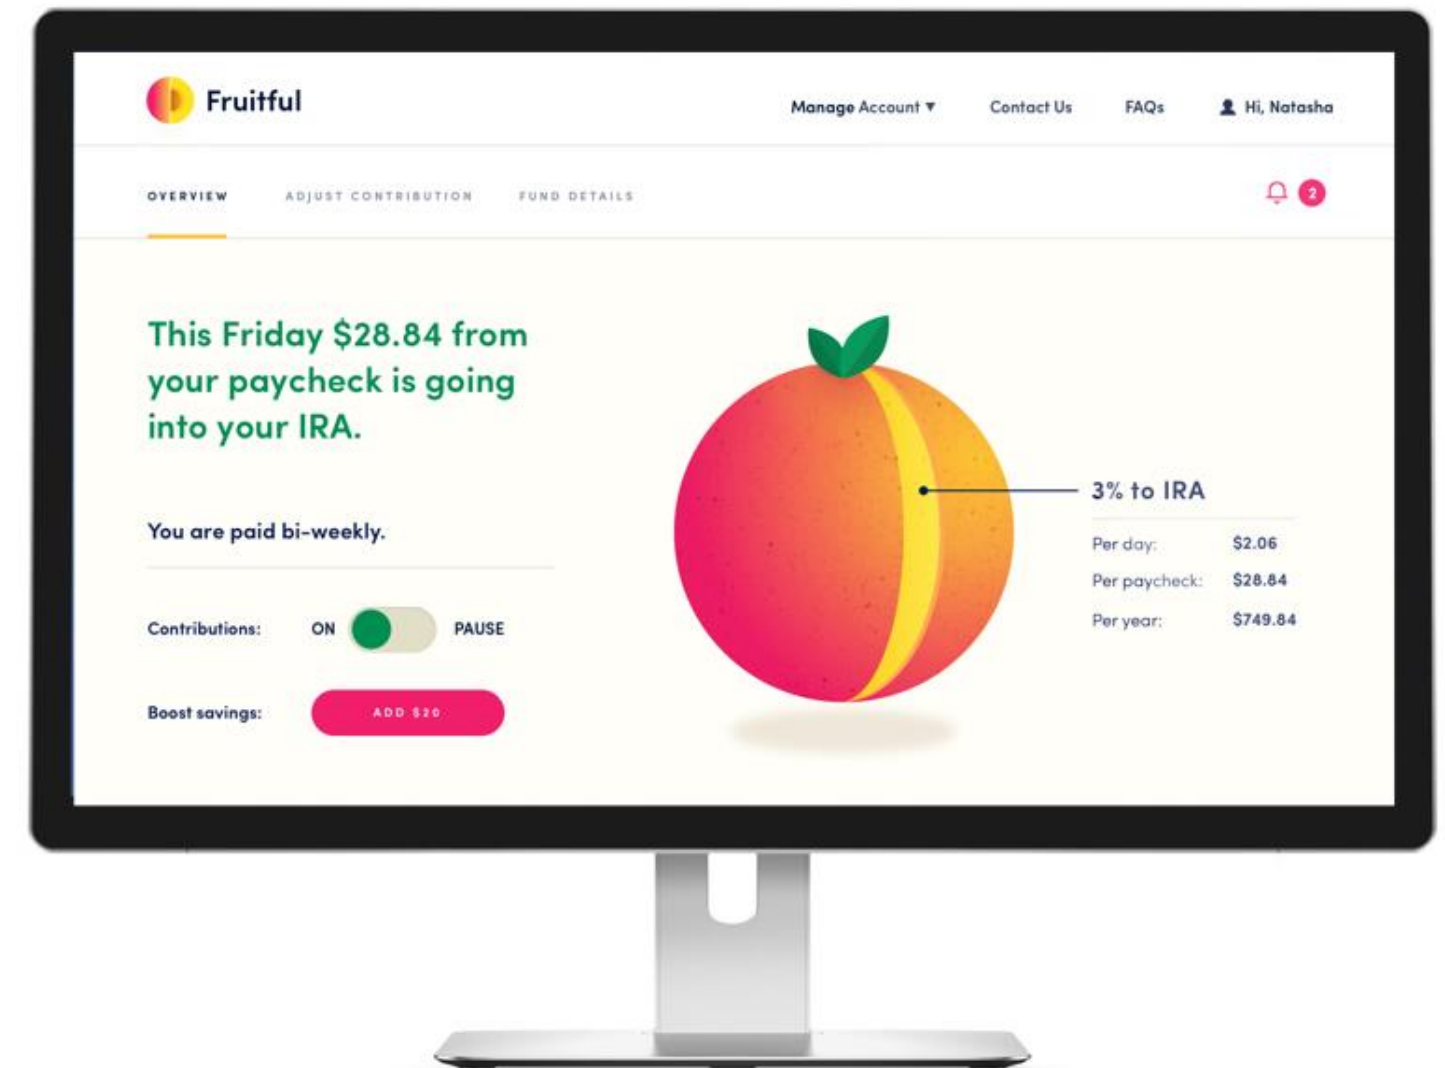 Fruitful
Manage Account ▼ Contact Us FAQs Hi, Natasha
OVERVIEW ADJUST CONTRIBUTION FUND DETAILS 2
This Friday $28.84 from
your paycheck is going
into your IRA.
You are paid bi-weekly.
Contributions: ON PAUSE
Boost savings: ADD $20
3% to IRA
Per day: $2.06
Per paycheck: $28.84
Per year: $749.84